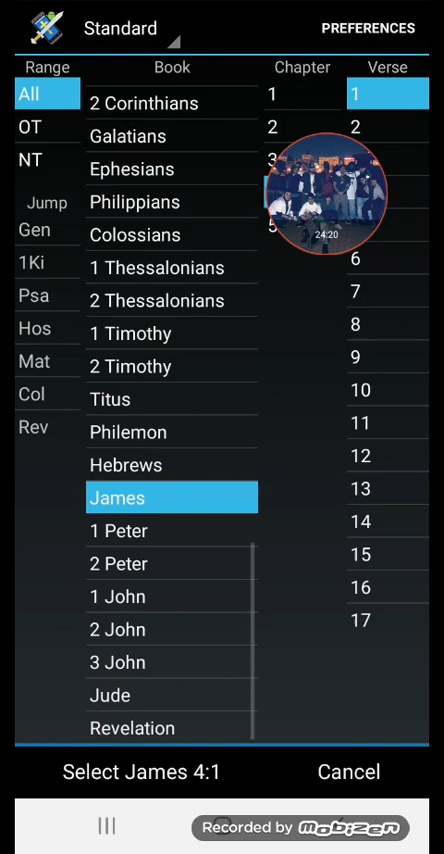 Standard
PREFERENCES
Range
Book
Chapter
Verse
All
OT
NT
Jump
Gen
1Ki
Psa
Hos
Mat
Col
Rev
2 Corinthians
Galatians
Ephesians
Philippians
Colossians
1 Thessalonians
2 Thessalonians
1 Timothy
2 Timothy
Titus
Philemon
Hebrews
James
1 Peter
2 Peter
1 John
2 John
3 John
Jude
Revelation
1
2
24:20
1
2
6
7
8
9
10
11
12
13
14
15
16
17
Select James 4:1
Cancel
Recorded by MOBIZEN